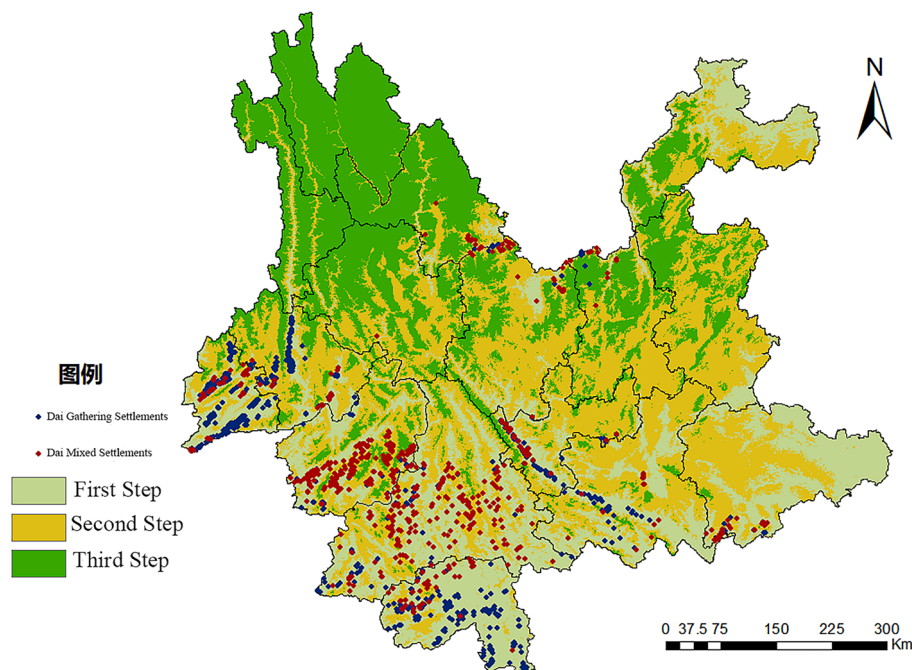 N
图例
Dai Gathering Settlements
Dai Mixed Settlements
First Step
Second Step
Third Step
0 37.5 75 150 225 300
Km